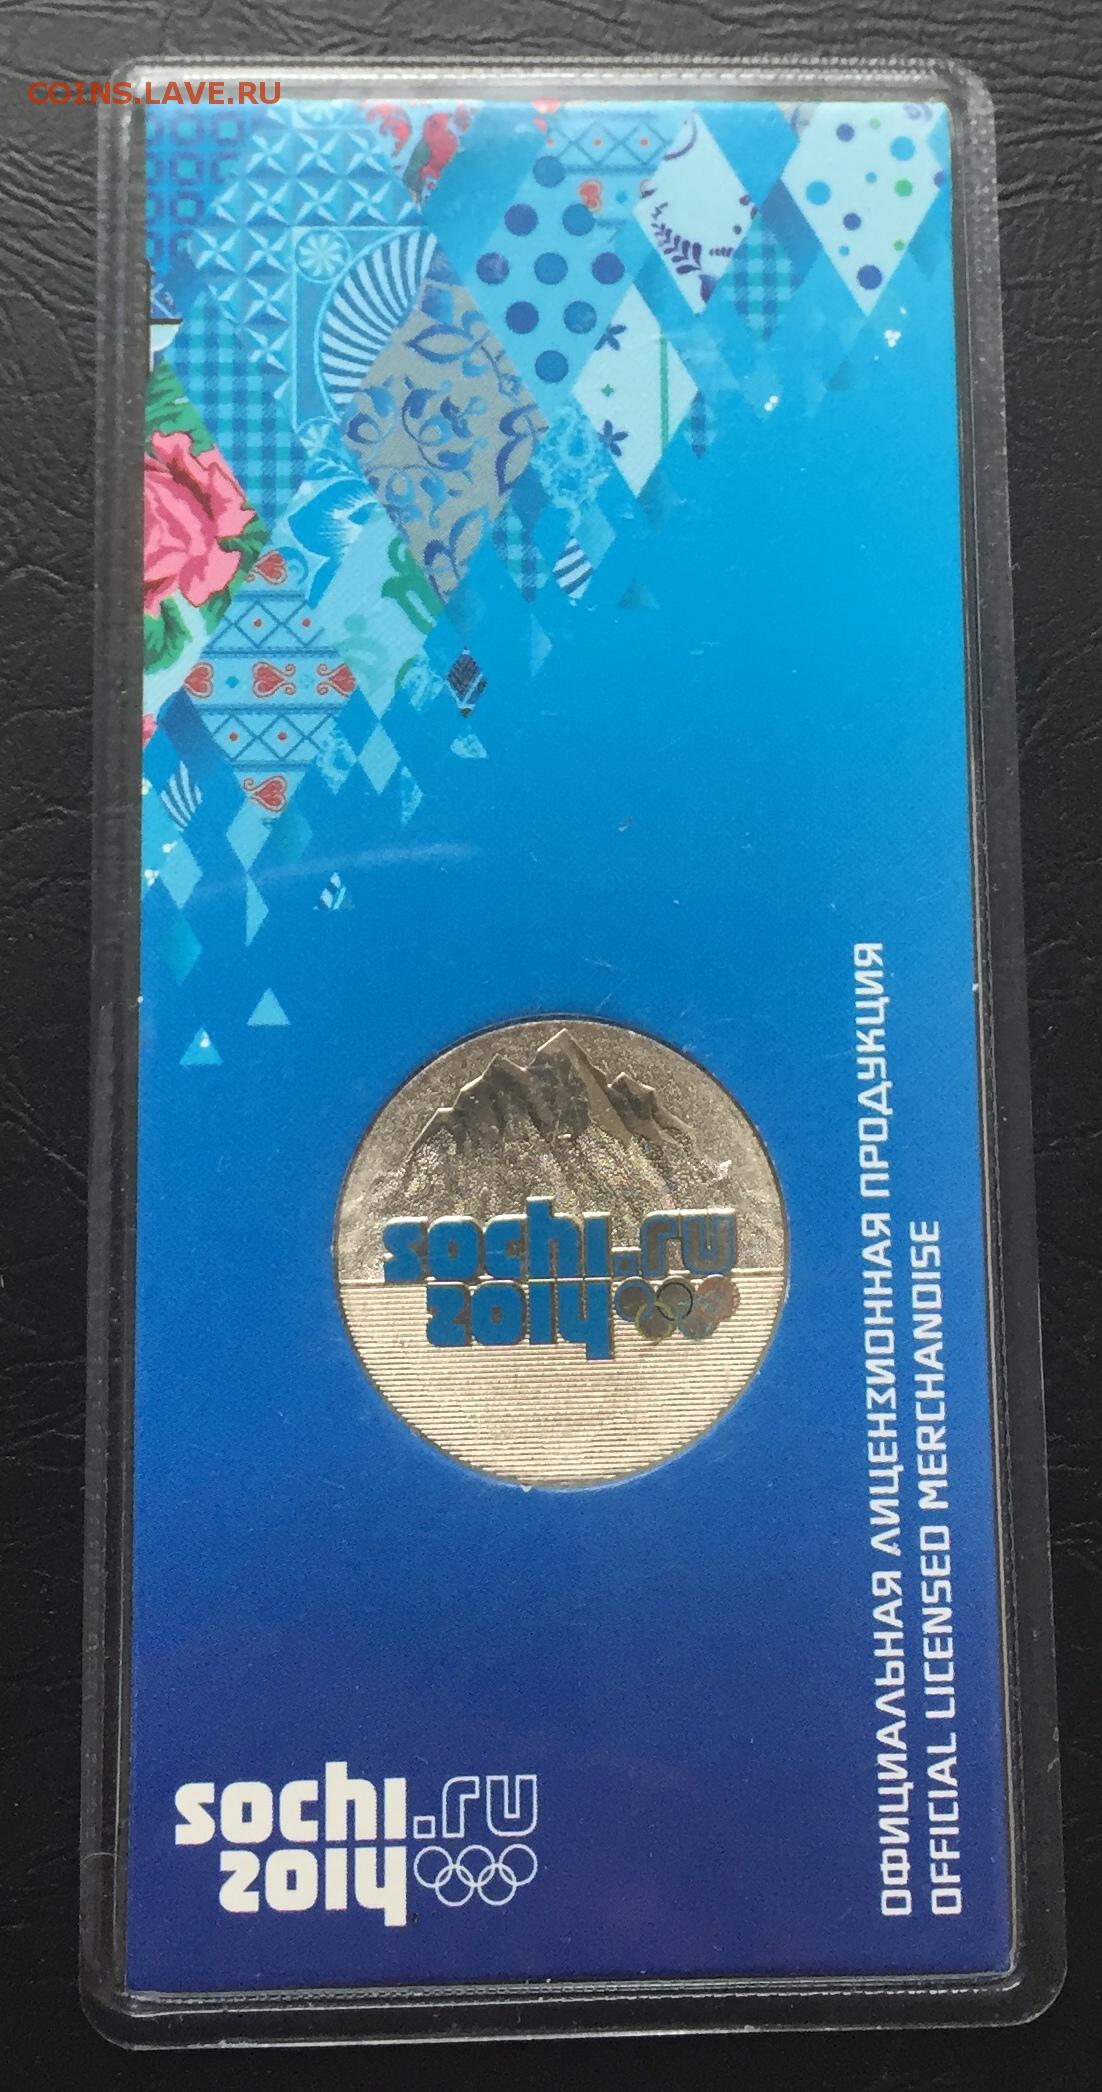 COINS.LAVE.RU
sochi.ru
2014
sochi.ru
2014
ОФИЦИАЛЬНАЯ ЛИЦЕНЗИОННАЯ ПРОДУКЦИЯ
OFFICIAL LICENSED MERCHANDISE